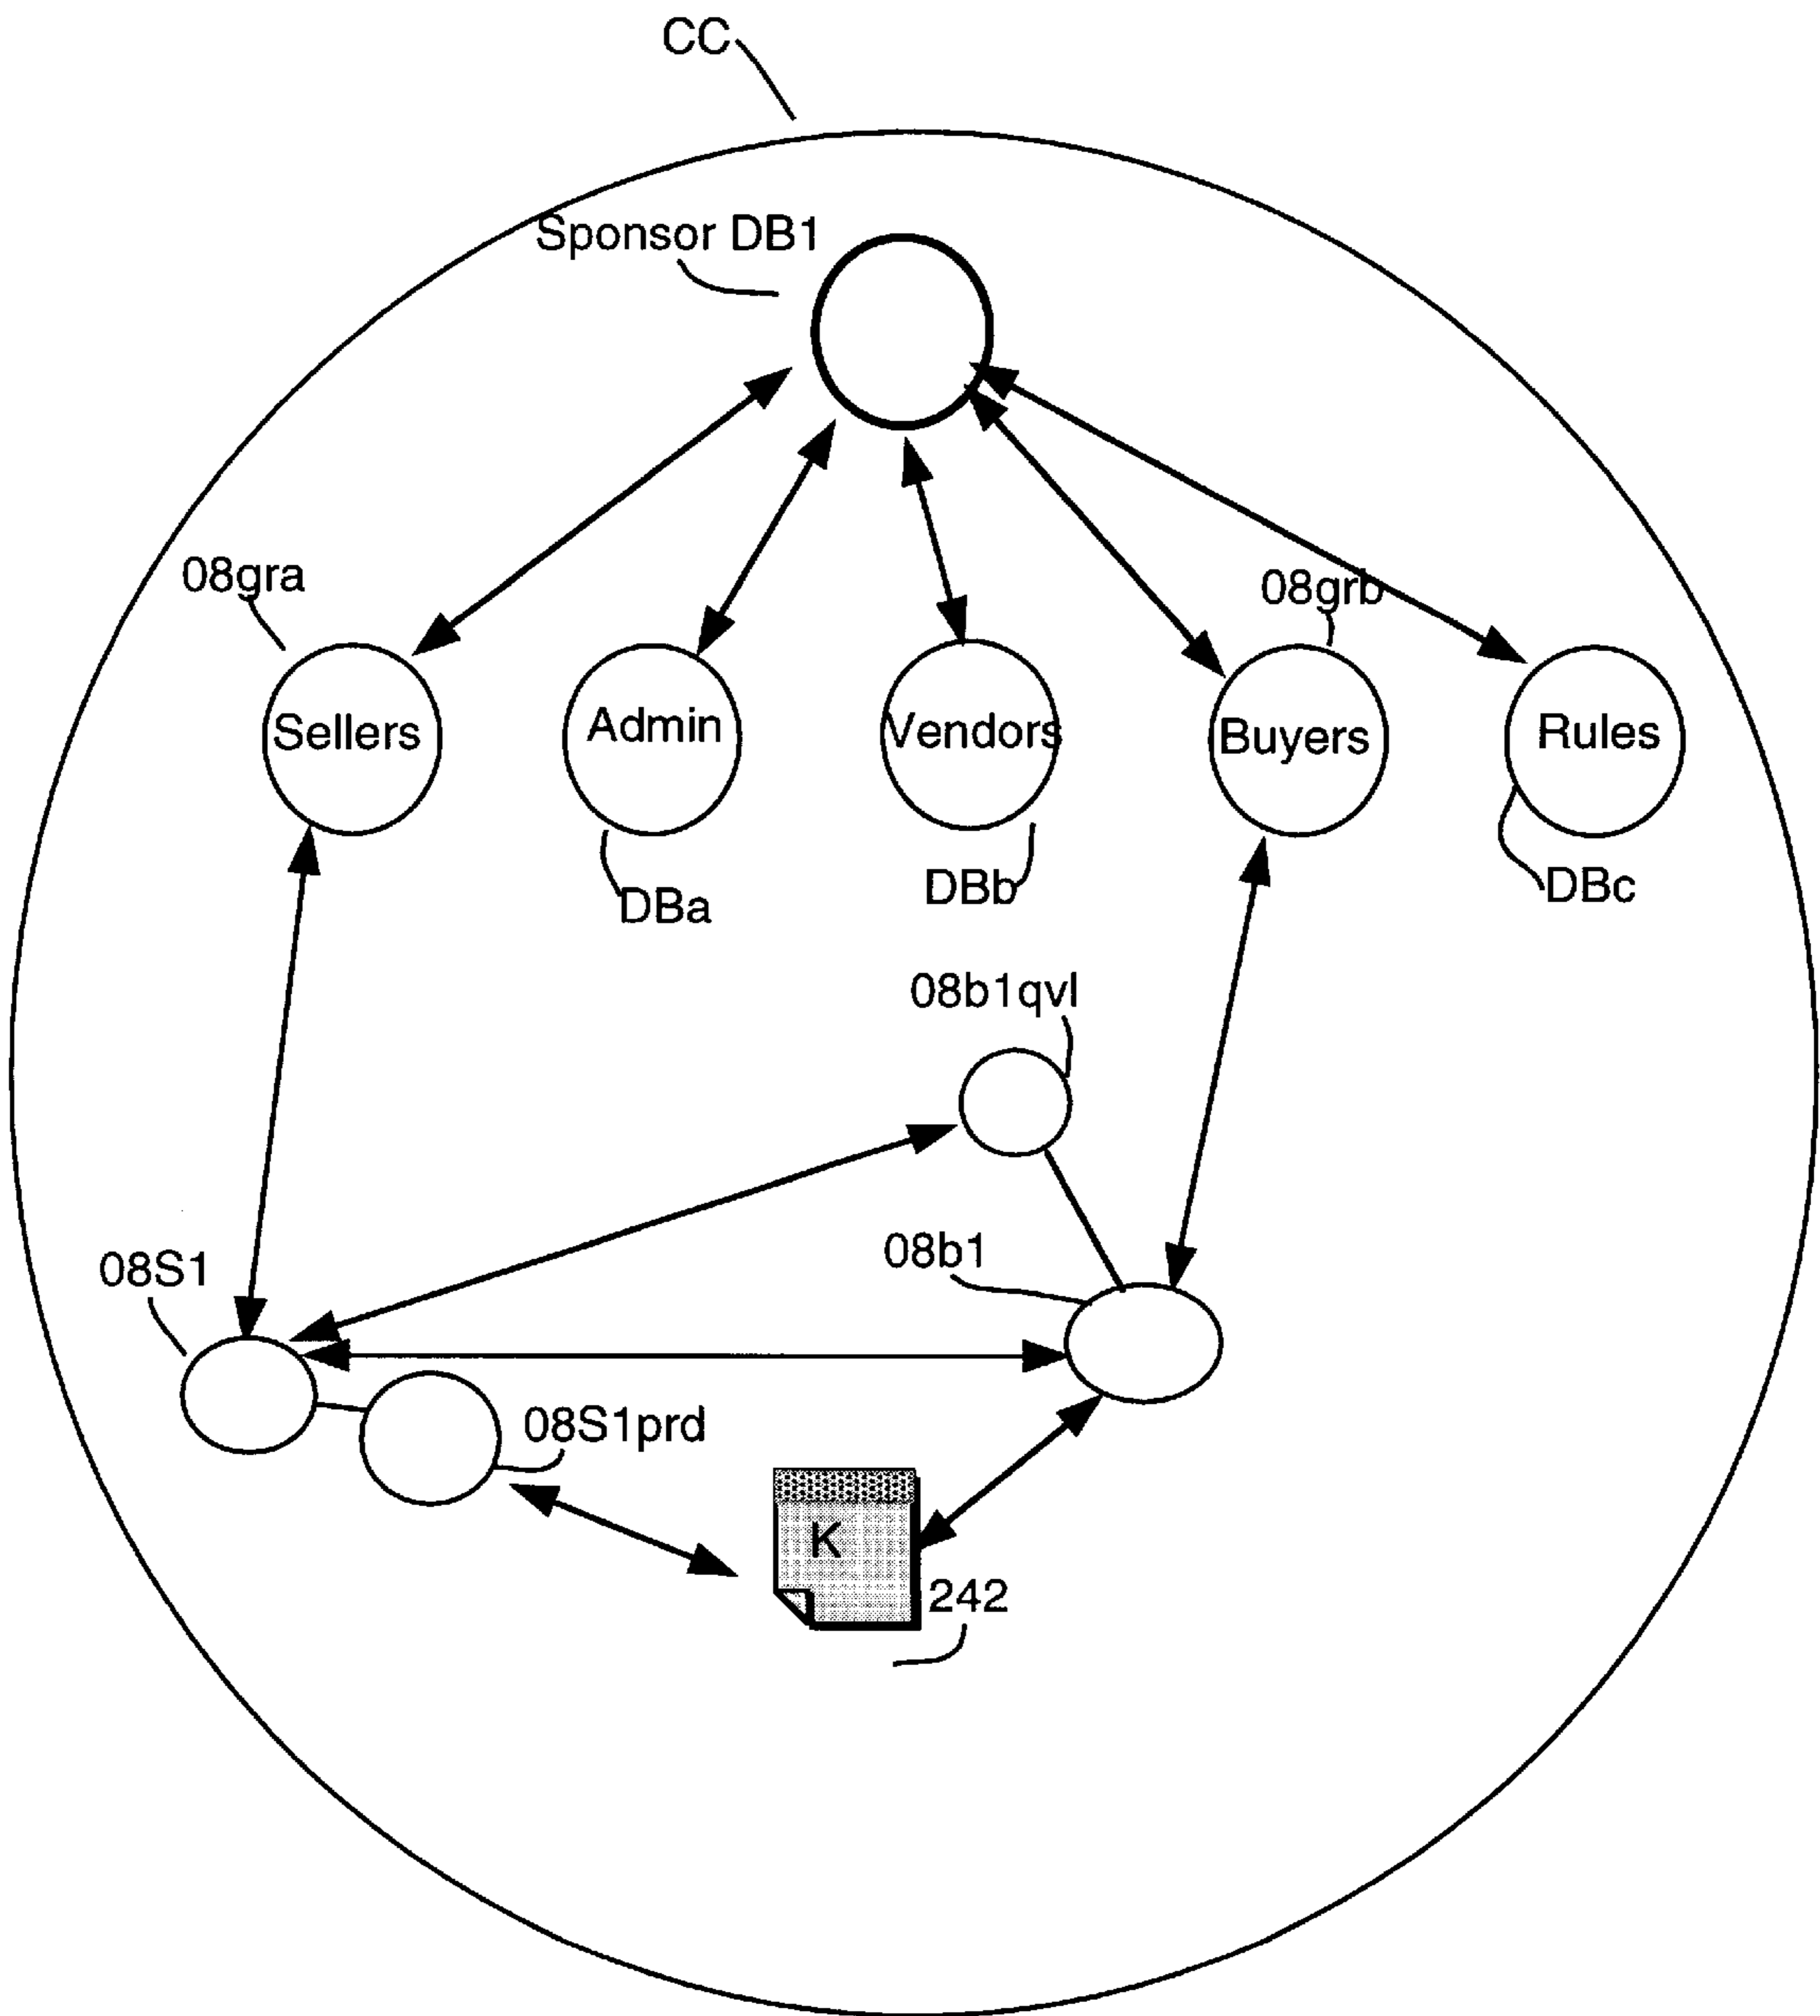 CC
Sponsor DB1
08gra
08grb
Sellers
Admin
Vendors
Buyers
Rules
DBa
DBb
DBc
08b1qvl
08b1
08S1
08S1prd
K
242